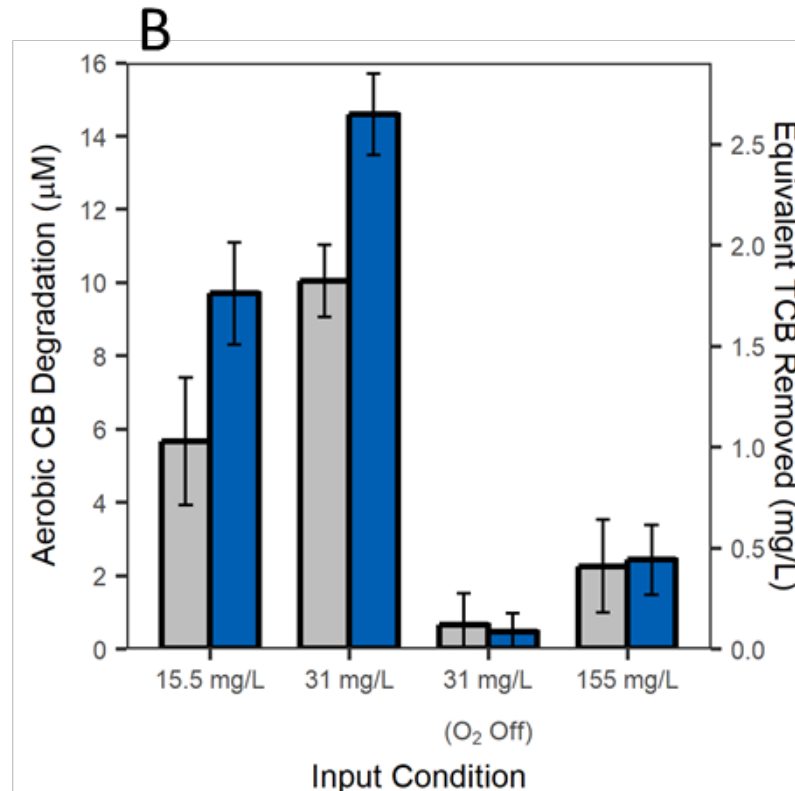 B
Aerobic CB Degradation (μM)
16
14
12
10
8
6
4
2
0
2.5
2.0
1.5
1.0
0.5
0.0
Equivalent TCB Removed (mg/L)
15.5 mg/L 31 mg/L 31 mg/L 155 mg/L
(O₂ Off)
Input Condition